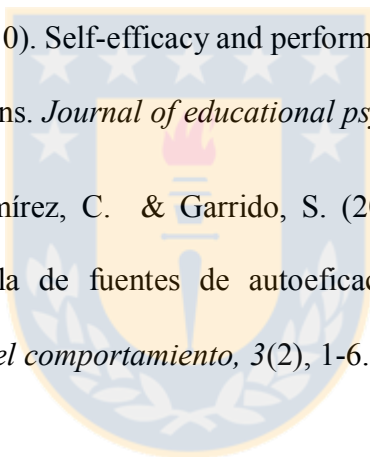 0). Self-efficacy and perform
ns. Journal of educational psy
mírez, C. & Garrido, S. (20
la de fuentes de autoeficac
el comportamiento, 3(2), 1-6.